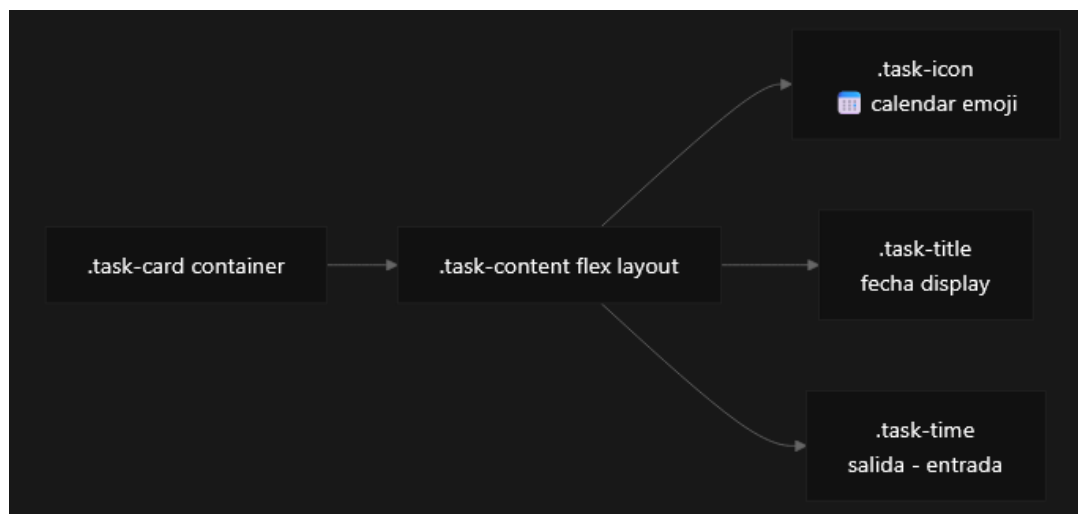 .task-card container
.task-content flex layout
.task-icon
calendar emoji
.task-title
fecha display
.task-time
salida - entrada